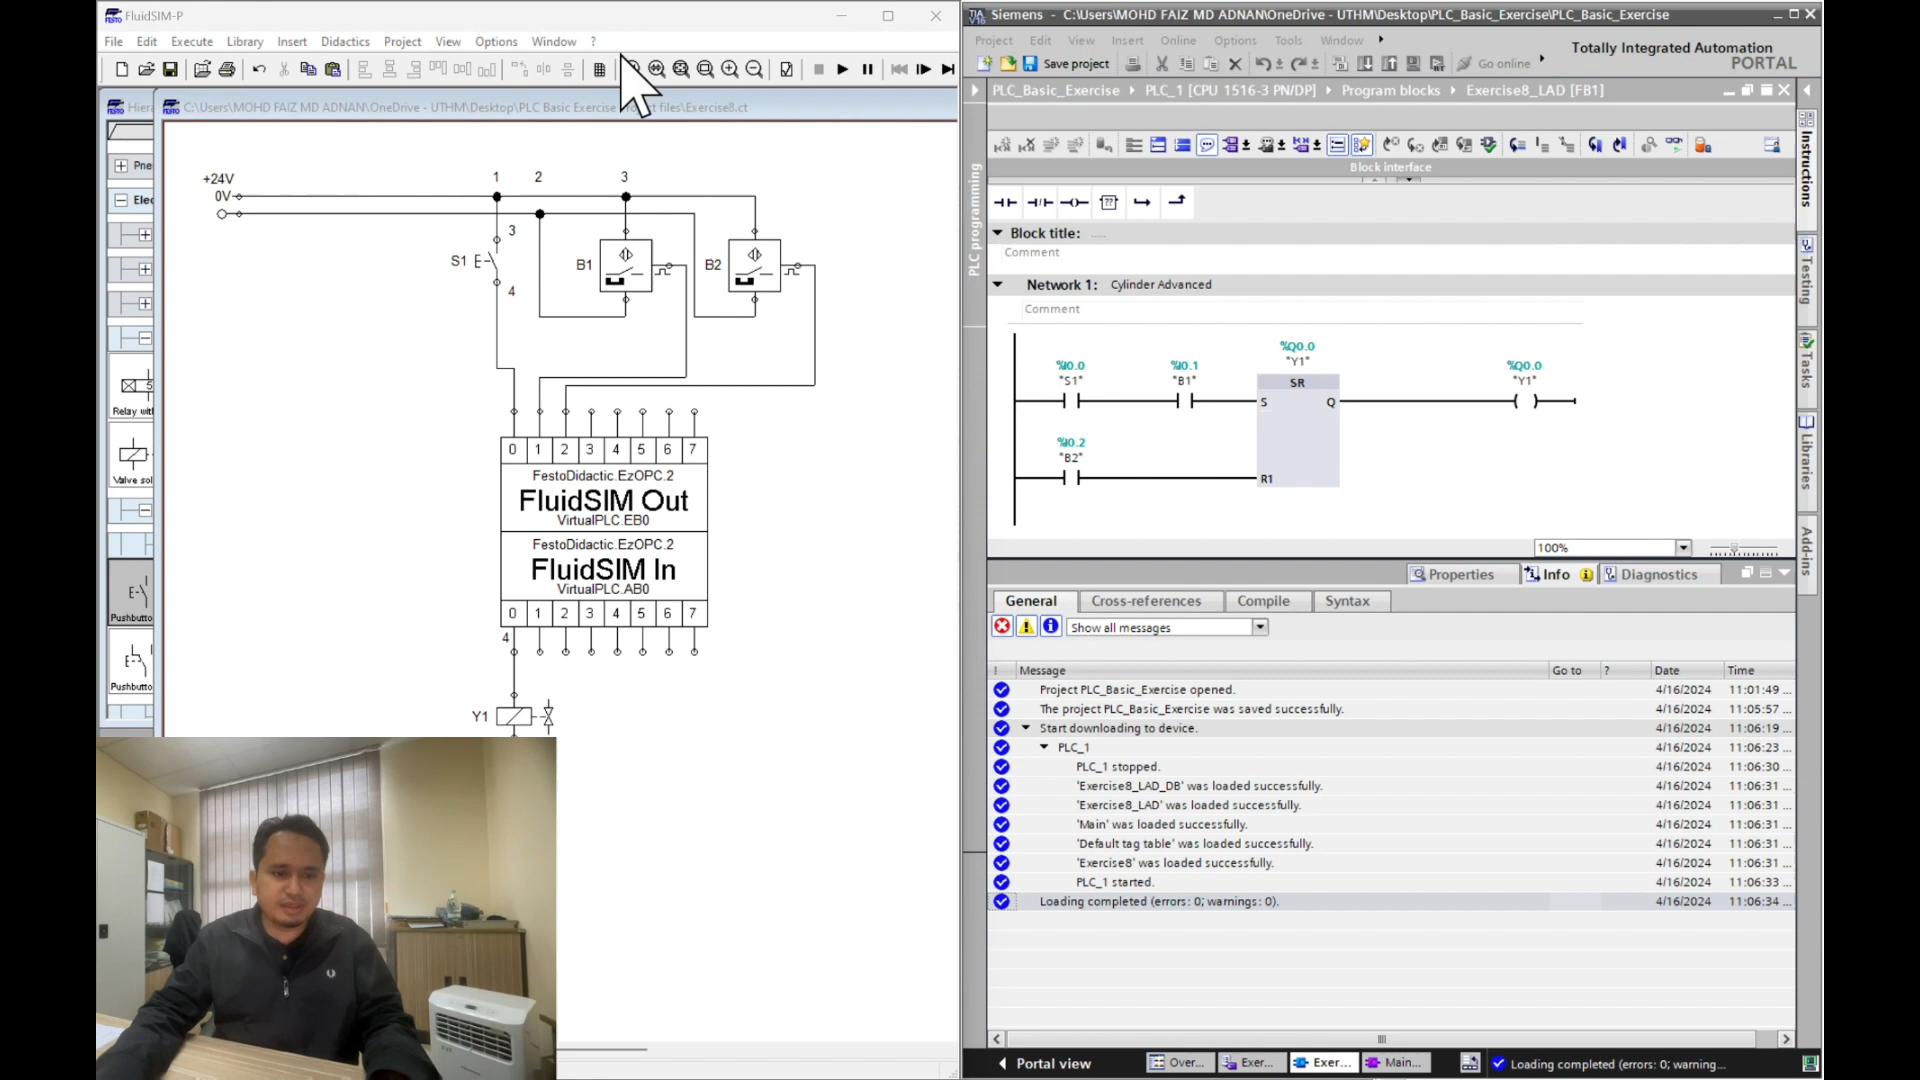 FluidSIM-P
File Edit Execute Library Insert Didactics Project View Options Window ?
C:\Users\MOHD FAIZ MD ADNAN\OneDrive - UTHM\Desktop\PLC Basic Exercise files\Exercise8.ct
Pne
Elec
Relay with
Valve sol
Pushbutto
Pushbutto
+24V
0V
1 2 3
3
S1
4
B1
B2
0 1 2 3 4 5 6 7
FestoDidactic.EzOPC.2
FluidSIM Out
VirtualPLC.EB0
FestoDidactic.EzOPC.2
FluidSIM In
VirtualPLC.AB0
0 1 2 3 4 5 6 7
4
Y1
Siemens - C:\Users\MOHD FAIZ MD ADNAN\OneDrive - UTHM\Desktop\PLC_Basic_Exercise\PLC_Basic_Exercise
Project Edit View Insert Online Options Tools Window
Totally Integrated Automation
PORTAL
Save project
Go online
PLC_Basic_Exercise PLC_1 [CPU 1516-3 PN/DP] Program blocks Exercise8_LAD [FB1]
Block interface
PLC programming
Instructions
Testing
Tasks
Libraries
Add-ins
Block title: .....
Comment
Network 1: Cylinder Advanced
Comment
%I0.0
"S1"
%I0.1
"B1"
%Q0.0
"Y1"
SR
S Q
R1
%Q0.0
"Y1"
%I0.2
"B2"
100%
Properties Info Diagnostics
General Cross-references Compile Syntax
Show all messages
! Message Go to ? Date Time
Project PLC_Basic_Exercise opened. 4/16/2024 11:01:49 ...
The project PLC_Basic_Exercise was saved successfully. 4/16/2024 11:05:57 ...
Start downloading to device. 4/16/2024 11:06:19 ...
PLC_1 4/16/2024 11:06:23 ...
PLC_1 stopped. 4/16/2024 11:06:30 ...
'Exercise8_LAD_DB' was loaded successfully. 4/16/2024 11:06:31 ...
'Exercise8_LAD' was loaded successfully. 4/16/2024 11:06:31 ...
'Main' was loaded successfully. 4/16/2024 11:06:31 ...
'Default tag table' was loaded successfully. 4/16/2024 11:06:31 ...
'Exercise8' was loaded successfully. 4/16/2024 11:06:31 ...
PLC_1 started. 4/16/2024 11:06:33 ...
Loading completed (errors: 0; warnings: 0). 4/16/2024 11:06:34 ...
Portal view Over... Exer... Exer... Main... Loading completed (errors: 0; warning...